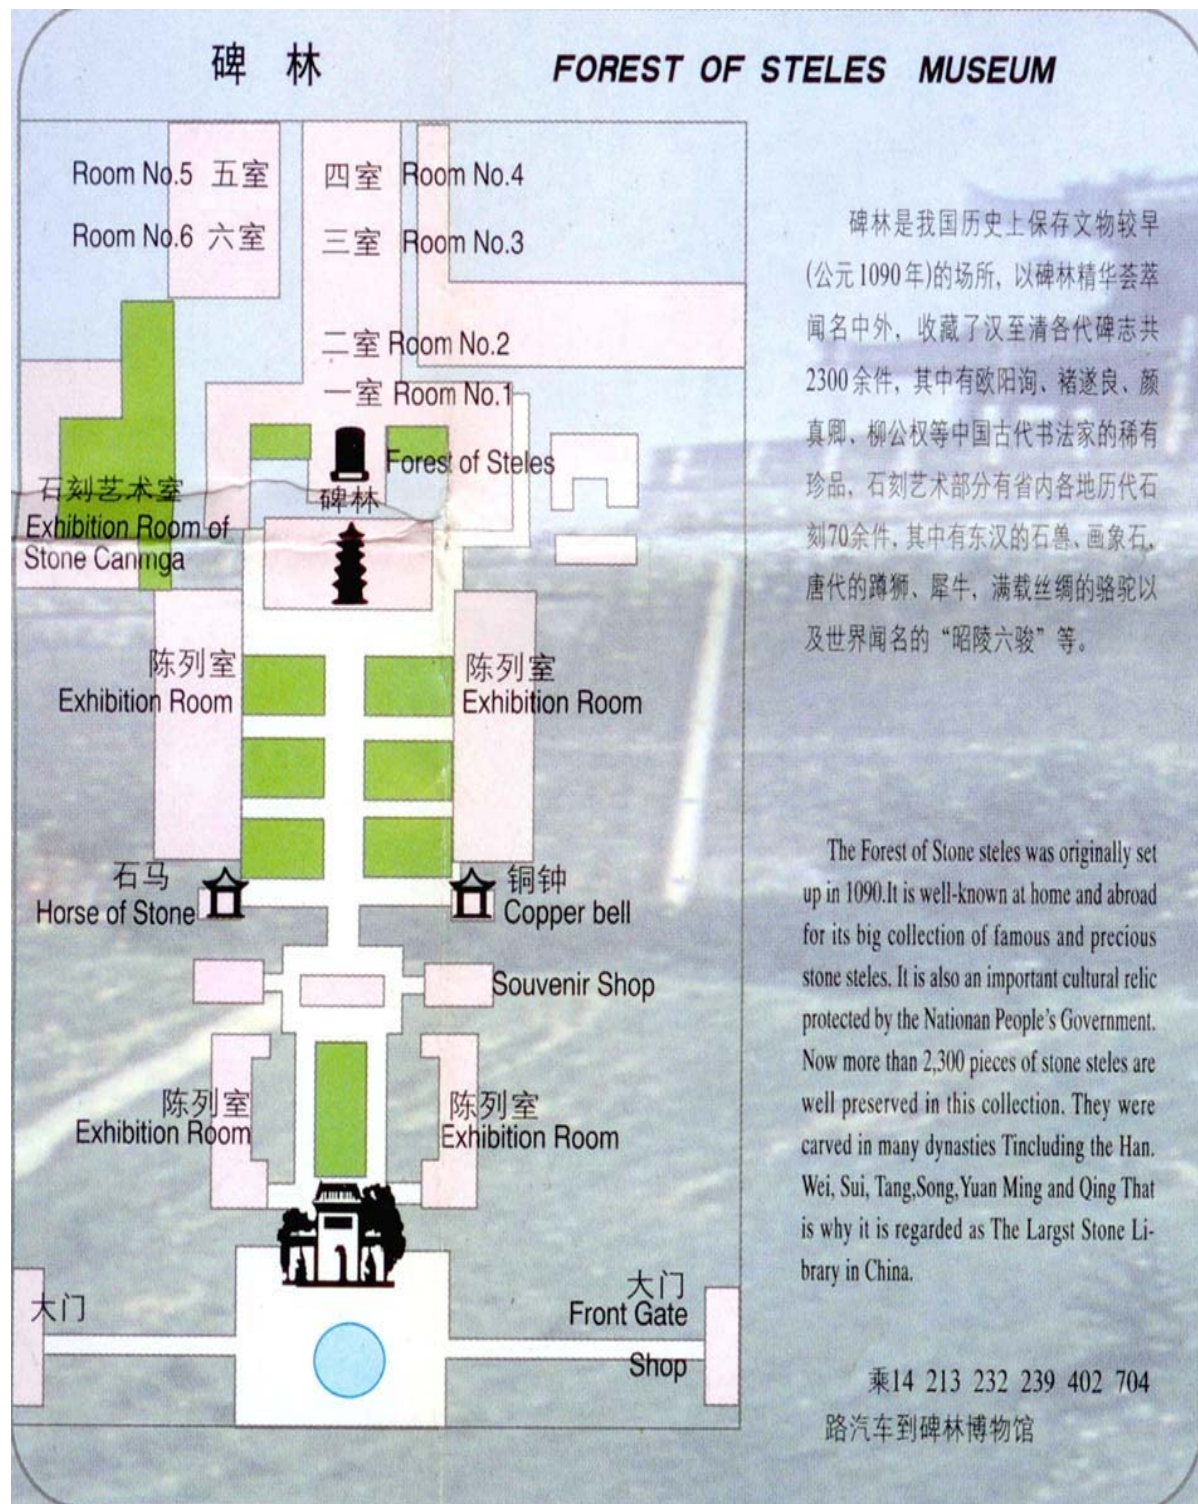 碑 林
FOREST OF STELES MUSEUM
Room No.5 五室
四室 Room No.4
Room No.6 六室
三室 Room No.3
二室 Room No.2
一室 Room No.1
Forest of Steles
碑林
石刻艺术室
Exhibition Room of
Stone Canmga
陈列室
Exhibition Room
陈列室
Exhibition Room
石马
Horse of Stone
铜钟
Copper bell
Souvenir Shop
陈列室
Exhibition Room
陈列室
Exhibition Room
大门
大门
Front Gate
Shop
碑林是我国历史上保存文物较早
(公元1090年)的场所，以碑林精华荟萃
闻名中外，收藏了汉至清各代碑志共
2300余件，其中有欧阳询、褚遂良、颜
真卿、柳公权等中国古代书法家的稀有
珍品，石刻艺术部分有省内各地历代石
刻70余件，其中有东汉的石兽、画象石、
唐代的蹲狮、犀牛，满载丝绸的骆驼以
及世界闻名的“昭陵六骏”等。
The Forest of Stone steles was originally set
up in 1090.It is well-known at home and abroad
for its big collection of famous and precious
stone steles. It is also an important cultural relic
protected by the Nationan People's Government.
Now more than 2,300 pieces of stone steles are
well preserved in this collection. They were
carved in many dynasties Tincluding the Han.
Wei, Sui, Tang,Song,Yuan Ming and Qing That
is why it is regarded as The Largst Stone Li-
brary in China.
乘14 213 232 239 402 704
路汽车到碑林博物馆